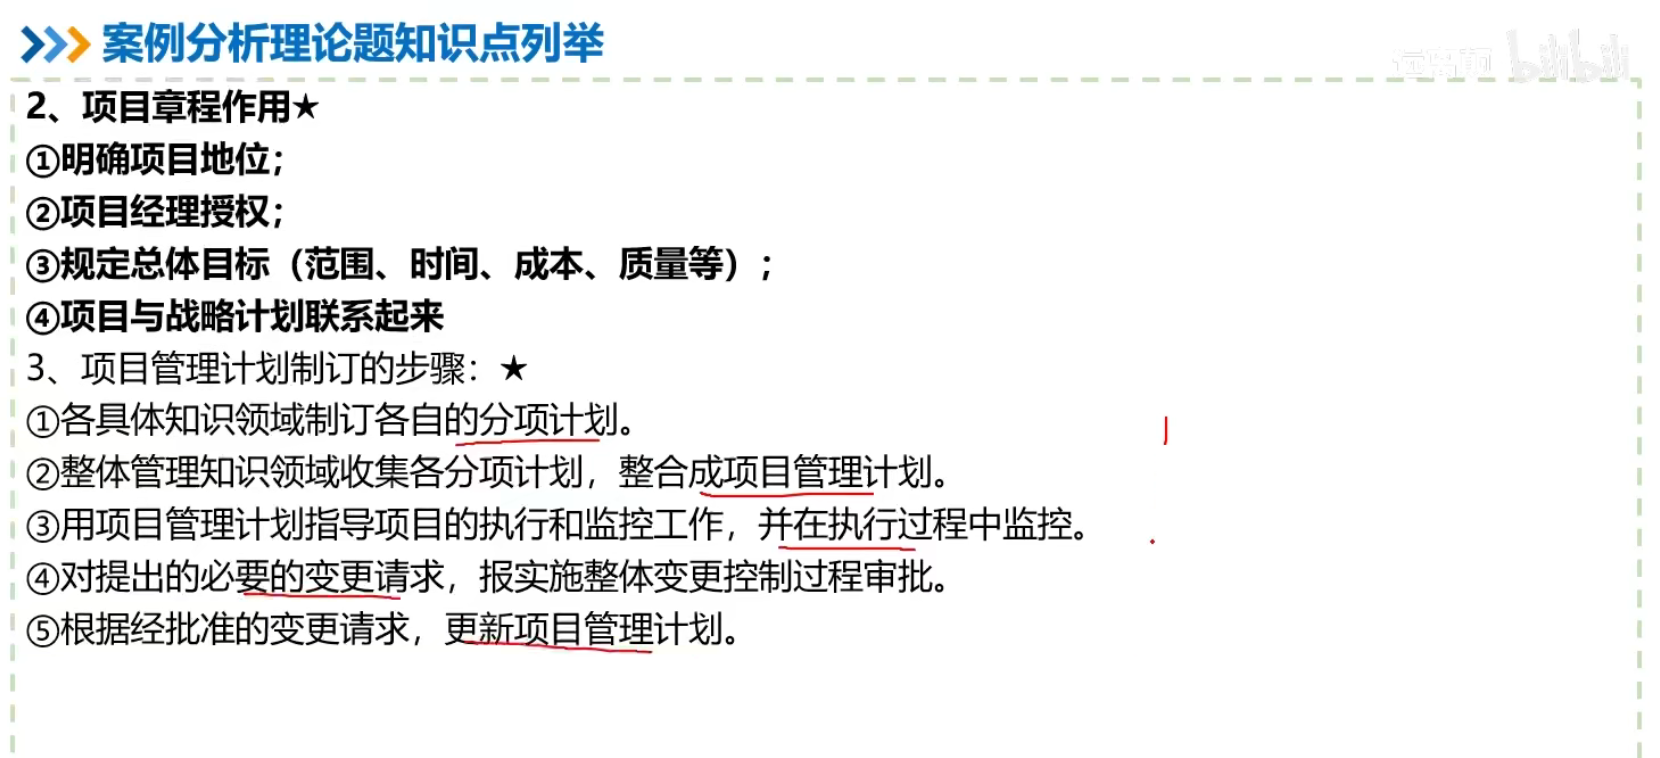 案例分析理论题知识点列举
bilibili
2、项目章程作用★
①明确项目地位；
②项目经理授权；
③规定总体目标（范围、时间、成本、质量等）；
④项目与战略计划联系起来
3、项目管理计划制订的步骤：★
①各具体知识领域制订各自的分项计划。
②整体管理知识领域收集各分项计划，整合成项目管理计划。
③用项目管理计划指导项目的执行和监控工作，并在执行过程中监控。
④对提出的必要的变更请求，报实施整体变更控制过程审批。
⑤根据经批准的变更请求，更新项目管理计划。